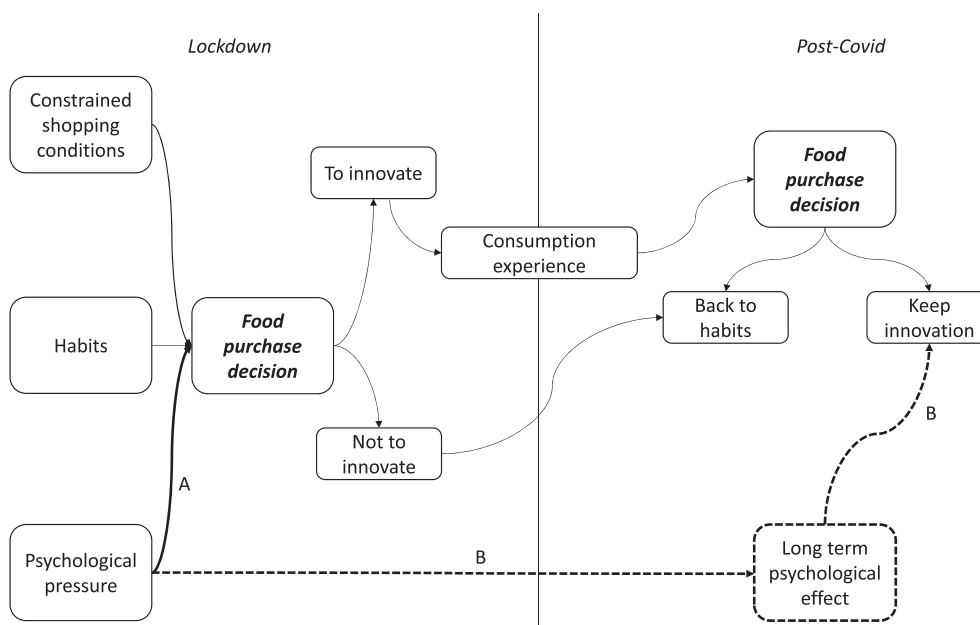 Lockdown
Post-Covid
Constrained
shopping
conditions
To innovate
Food
purchase
decision
Consumption
experience
Habits
Food
purchase
decision
Back to
habits
Keep
innovation
Not to
innovate
A
B
Psychological
pressure
B
Long term
psychological
effect